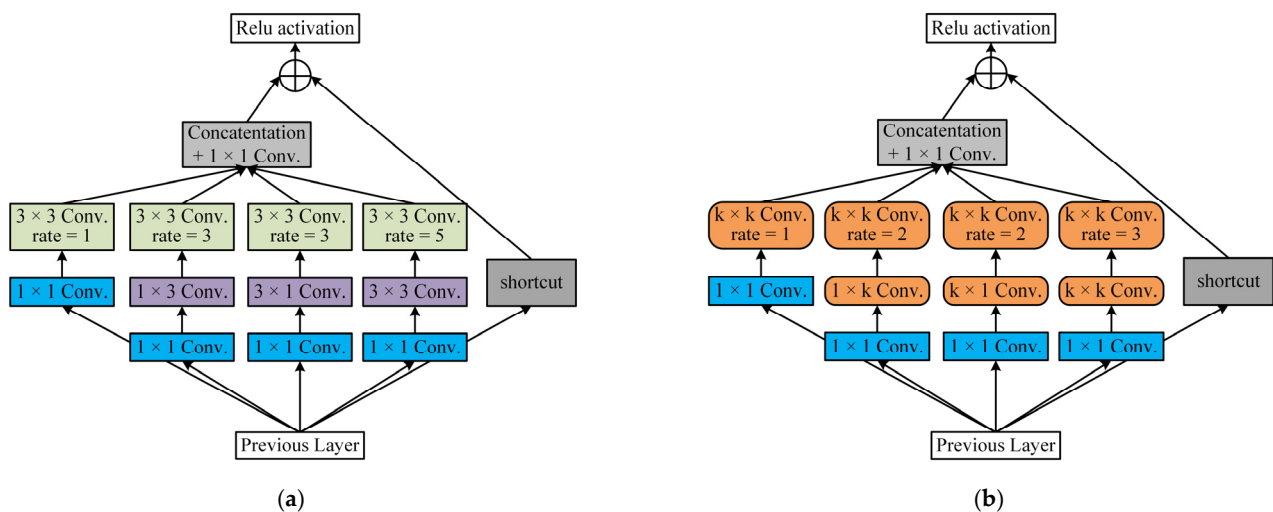 Relu activation
Concatentation
+ 1 × 1 Conv.
3 × 3 Conv.
rate = 1
3 × 3 Conv.
rate = 3
3 × 3 Conv.
rate = 3
3 × 3 Conv.
rate = 5
1 × 1 Conv.
1 × 3 Conv.
3 × 1 Conv.
3 × 3 Conv.
shortcut
1 × 1 Conv.
1 × 1 Conv.
1 × 1 Conv.
Previous Layer
(a)
Relu activation
Concatentation
+ 1 × 1 Conv.
k × k Conv.
rate = 1
k × k Conv.
rate = 2
k × k Conv.
rate = 2
k × k Conv.
rate = 3
1 × 1 Conv.
1 × k Conv.
k × 1 Conv.
k × k Conv.
shortcut
1 × 1 Conv.
1 × 1 Conv.
1 × 1 Conv.
Previous Layer
(b)